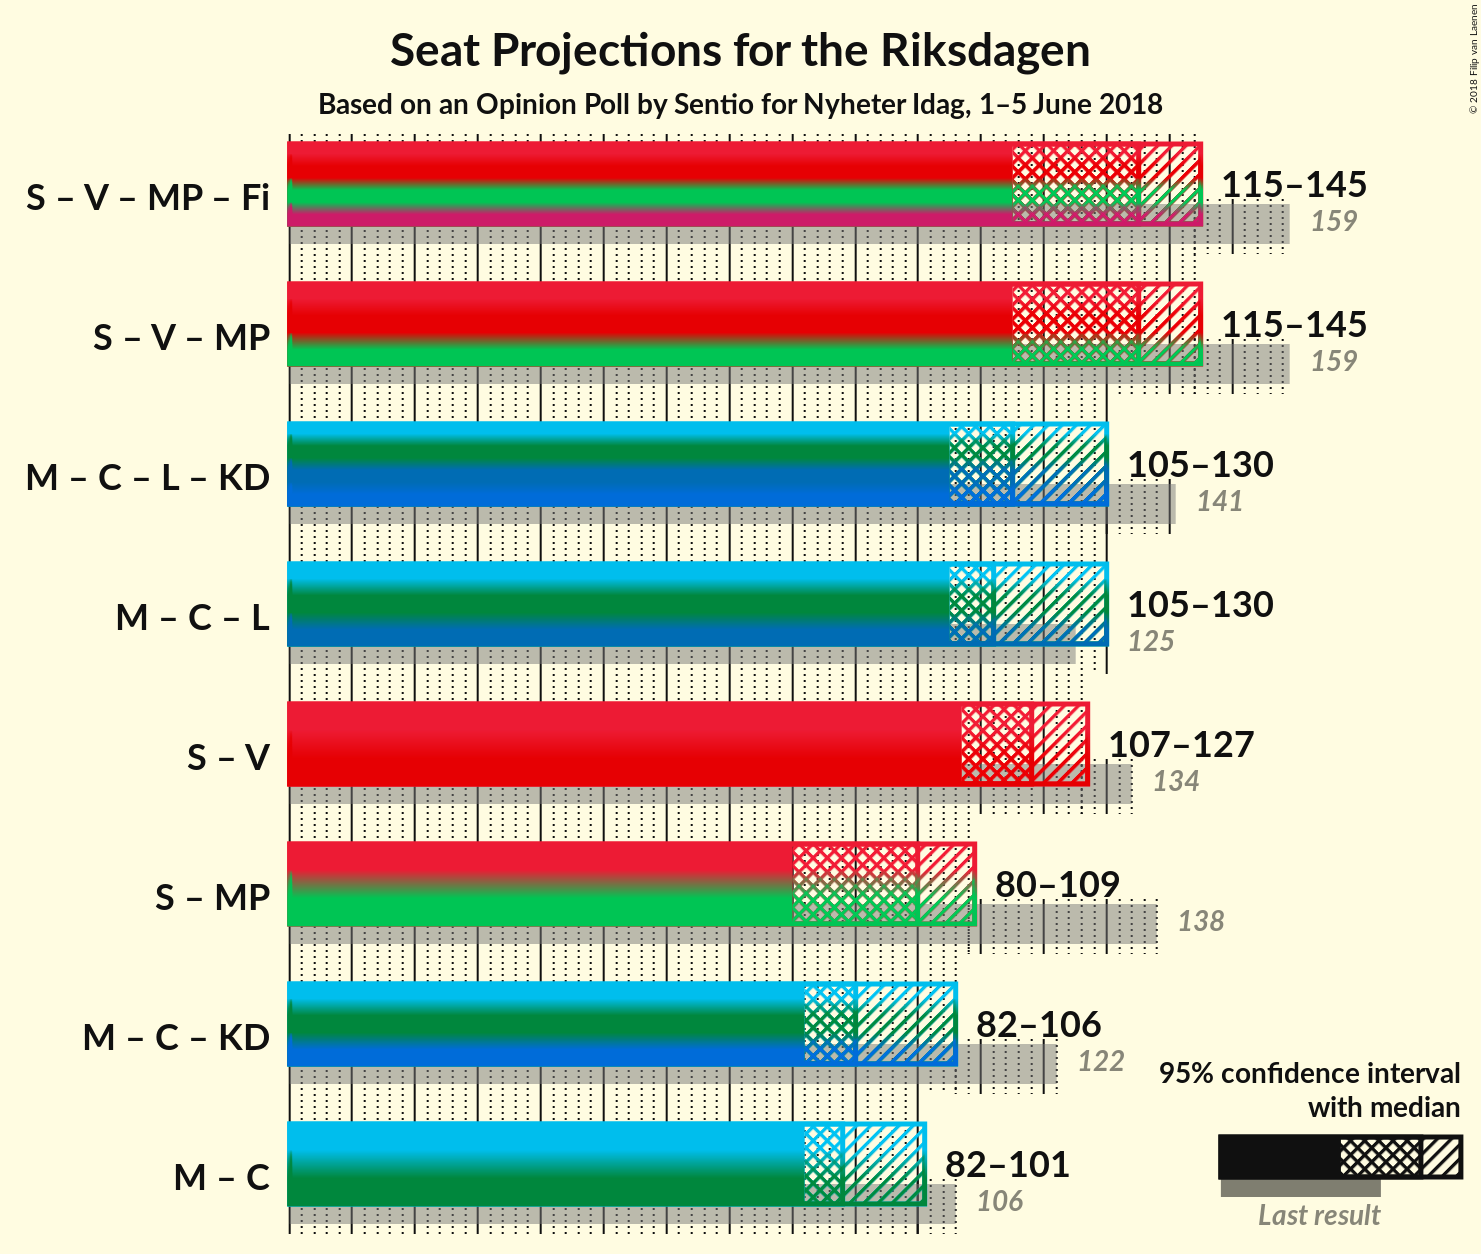 Seat Projections for the Riksdagen
Based on an Opinion Poll by Sentio for Nyheter Idag, 1–5 June 2018
© 2018 Filip van Laenen
S – V – MP – Fi
115–145
159
S – V – MP
115–145
159
M – C – L – KD
105–130
141
M – C – L
105–130
125
S – V
107–127
134
S – MP
80–109
138
M – C – KD
82–106
122
M – C
82–101
106
95% confidence interval
with median
Last result